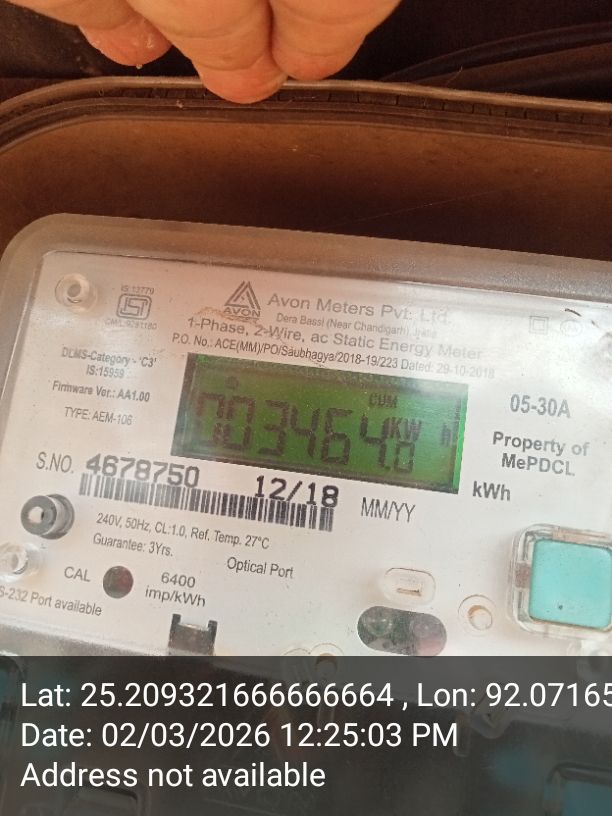 IS:13779
CM/L:9281180
AVON
Avon Meters Pvt. Ltd.
Dera Bassi (Near Chandigarh), India
1-Phase, 2-Wire, ac Static Energy Meter
P.O. No.: ACE(MM)/PO/Saubhagya/2018-19/223 Dated: 29-10-2018
DLMS-Category - 'C3'
IS:15959
Firmware Ver.: AA1.00
TYPE: AEM-106
CUM
003464.0
KW h
05-30A
Property of
MePDCL
kWh
S.NO. 4678750 12/18 MM/YY
240V, 50Hz, CL:1.0, Ref. Temp. 27°C
Guarantee: 3Yrs.
Optical Port
CAL
6400
imp/kWh
S-232 Port available
Lat: 25.209321666666664 , Lon: 92.07165
Date: 02/03/2026 12:25:03 PM
Address not available